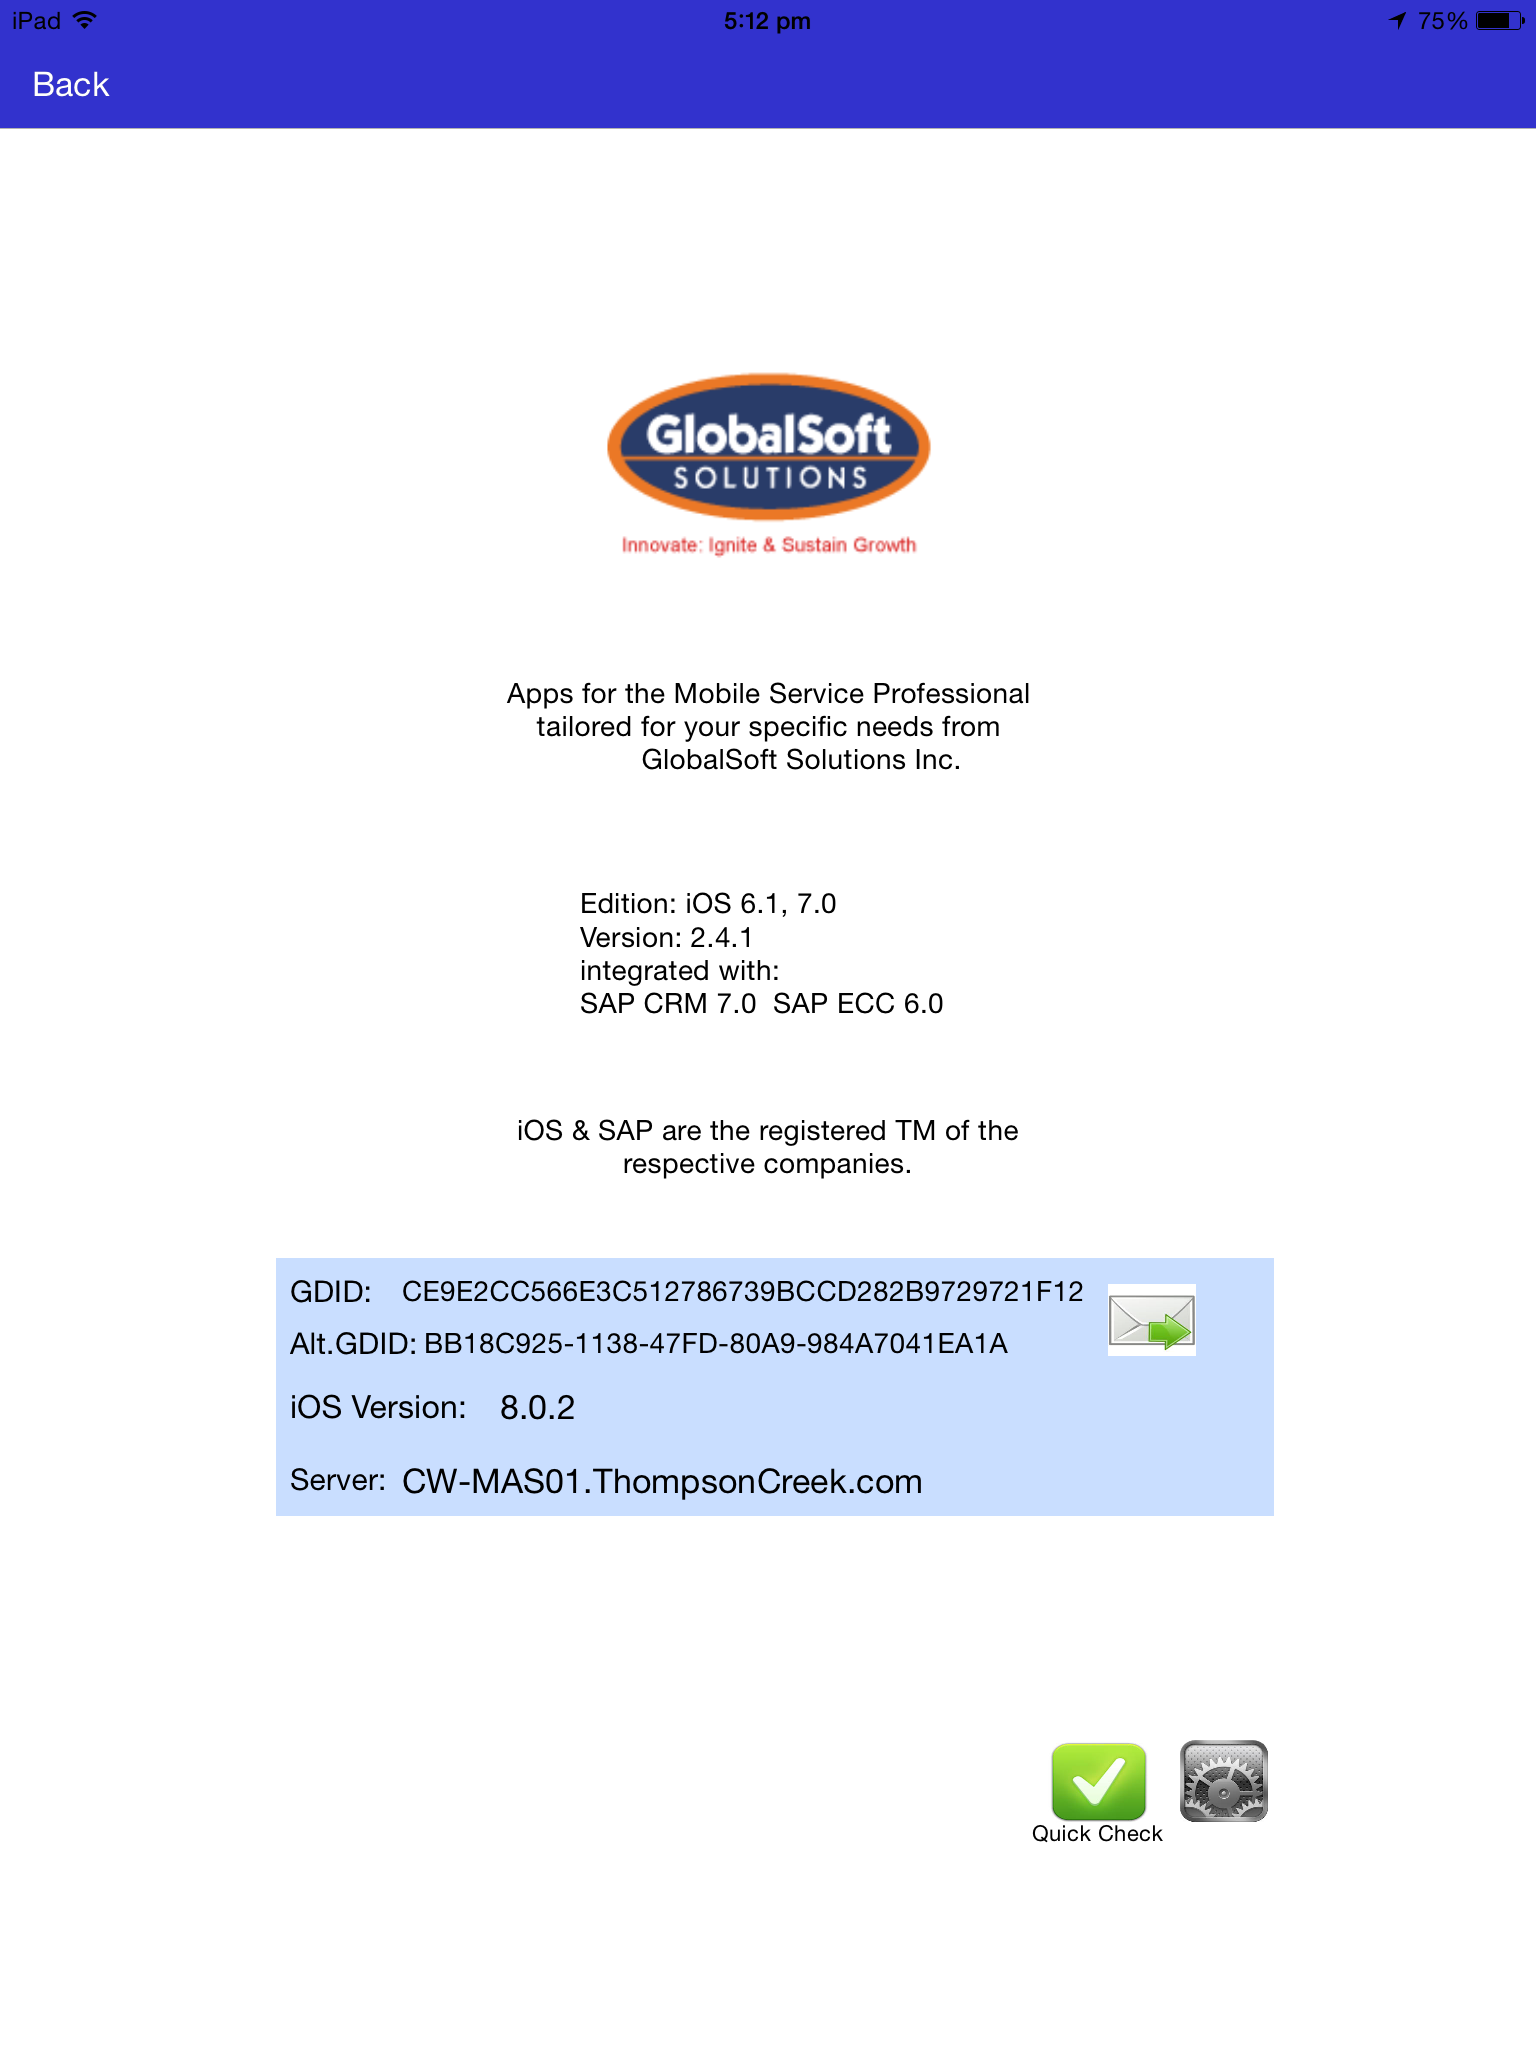 iPad 5:12 pm 75%
Back
GlobalSoft
SOLUTIONS
Innovate: Ignite & Sustain Growth
Apps for the Mobile Service Professional
tailored for your specific needs from
GlobalSoft Solutions Inc.
Edition: iOS 6.1, 7.0
Version: 2.4.1
integrated with:
SAP CRM 7.0  SAP ECC 6.0
iOS & SAP are the registered TM of the
respective companies.
GDID: CE9E2CC566E3C512786739BCCD282B9729721F12
Alt.GDID: BB18C925-1138-47FD-80A9-984A7041EA1A
iOS Version: 8.0.2
Server: CW-MAS01.ThompsonCreek.com
Quick Check